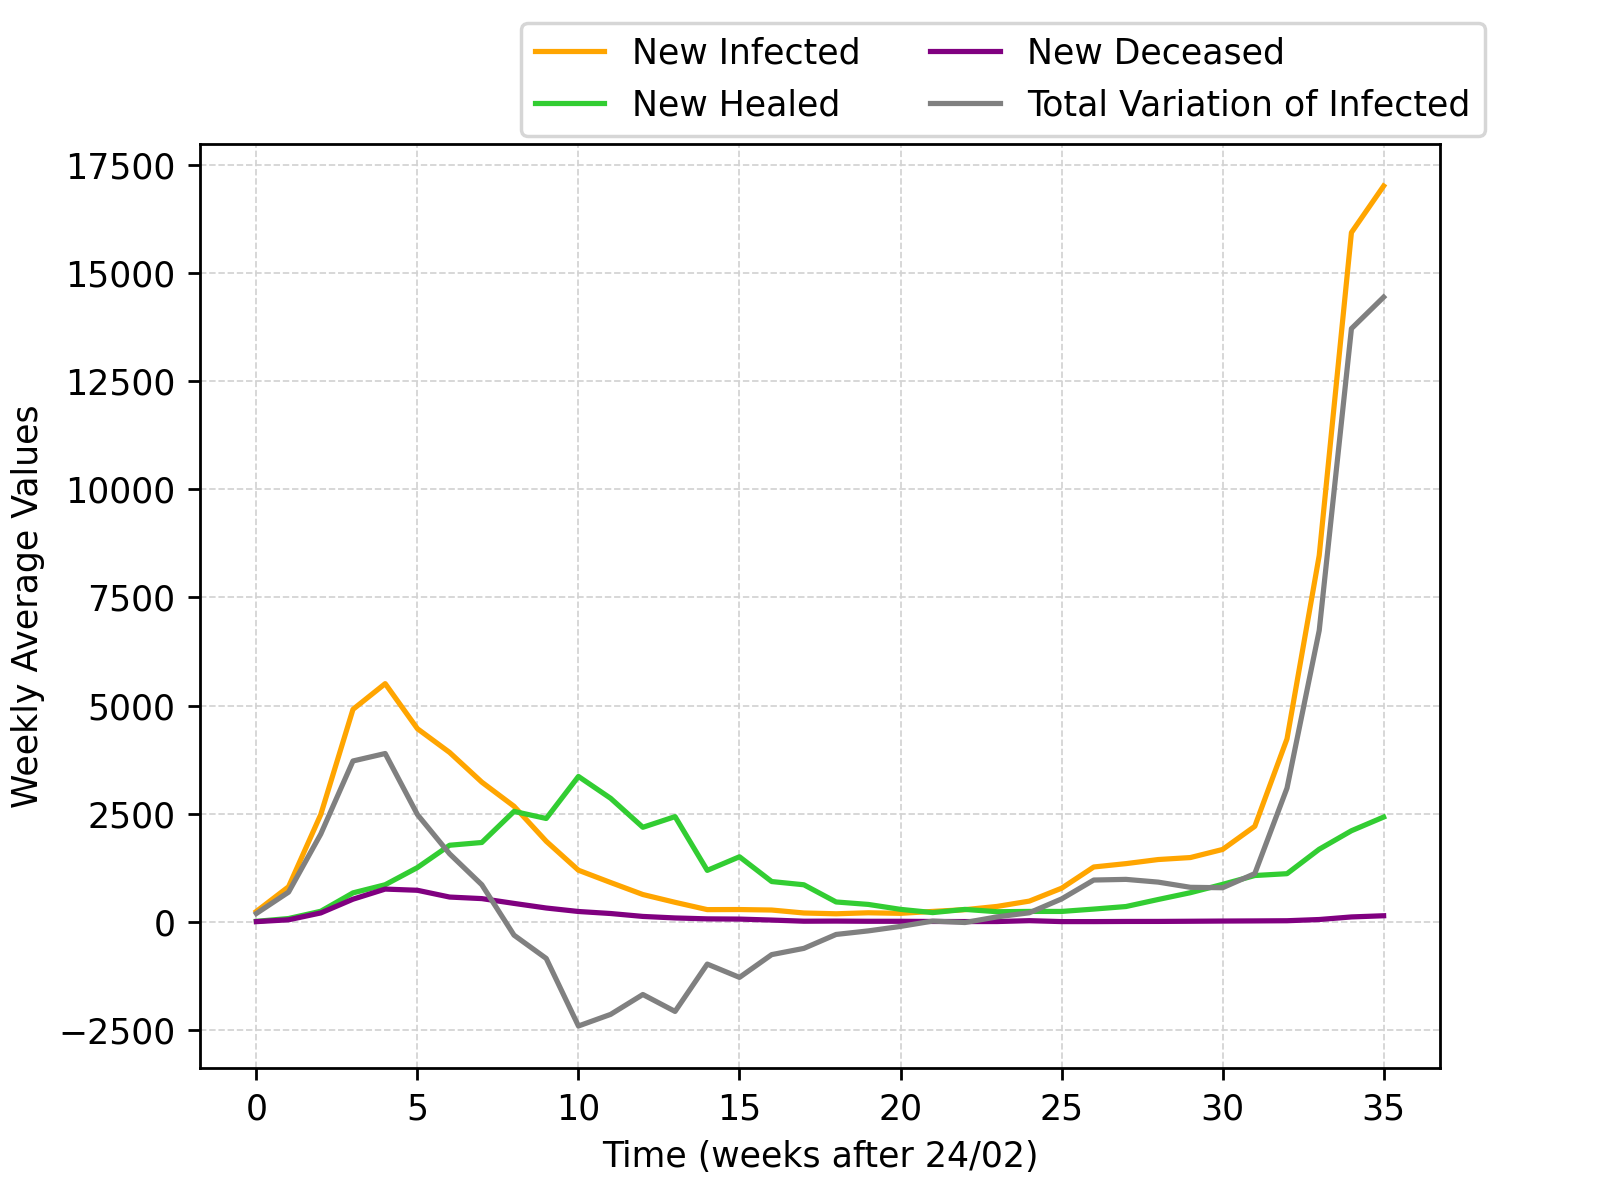 New Infected
New Healed
New Deceased
Total Variation of Infected
17500
15000
12500
10000
7500
5000
2500
0
−2500
Weekly Average Values
0 5 10 15 20 25 30 35
Time (weeks after 24/02)